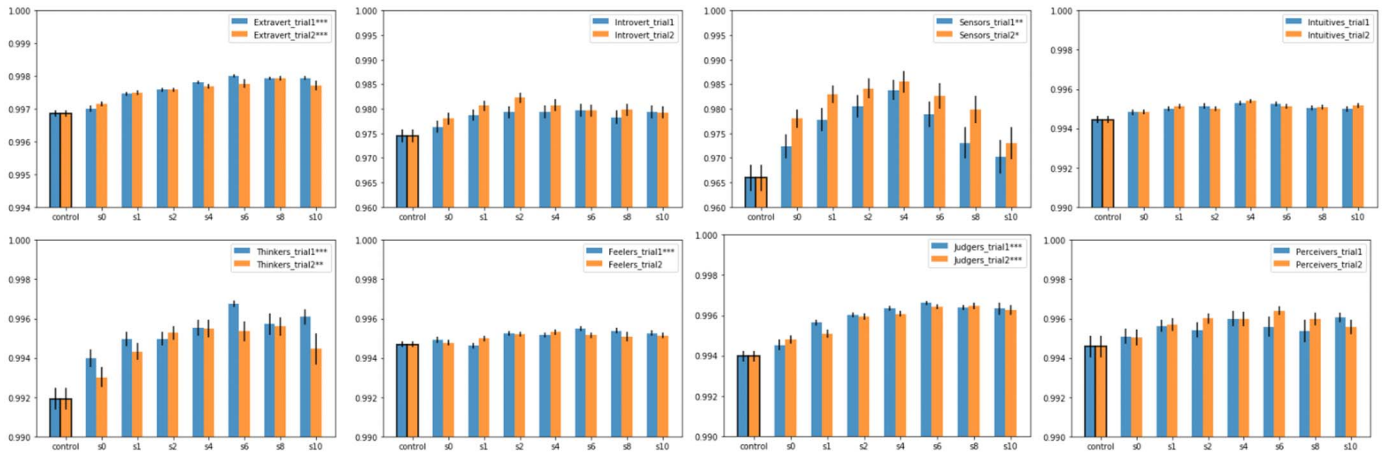 1.000
0.999
0.998
0.997
0.996
0.995
0.994
Extravert_trial1***
Extravert_trial2***
control s0 s1 s2 s4 s6 s8 s10
1.000
0.995
0.990
0.985
0.980
0.975
0.970
0.965
0.960
Introvert_trial1
Introvert_trial2
control s0 s1 s2 s4 s6 s8 s10
1.000
0.995
0.990
0.985
0.980
0.975
0.970
0.965
0.960
Sensors_trial1**
Sensors_trial2*
control s0 s1 s2 s4 s6 s8 s10
1.000
0.998
0.996
0.994
0.992
0.990
Intuitives_trial1
Intuitives_trial2
control s0 s1 s2 s4 s6 s8 s10
1.000
0.998
0.996
0.994
0.992
0.990
Thinkers_trial1***
Thinkers_trial2**
control s0 s1 s2 s4 s6 s8 s10
1.000
0.998
0.996
0.994
0.992
0.990
Feelers_trial1***
Feelers_trial2
control s0 s1 s2 s4 s6 s8 s10
1.000
0.998
0.996
0.994
0.992
0.990
Judgers_trial1***
Judgers_trial2***
control s0 s1 s2 s4 s6 s8 s10
1.000
0.998
0.996
0.994
0.992
0.990
Perceivers_trial1
Perceivers_trial2
control s0 s1 s2 s4 s6 s8 s10